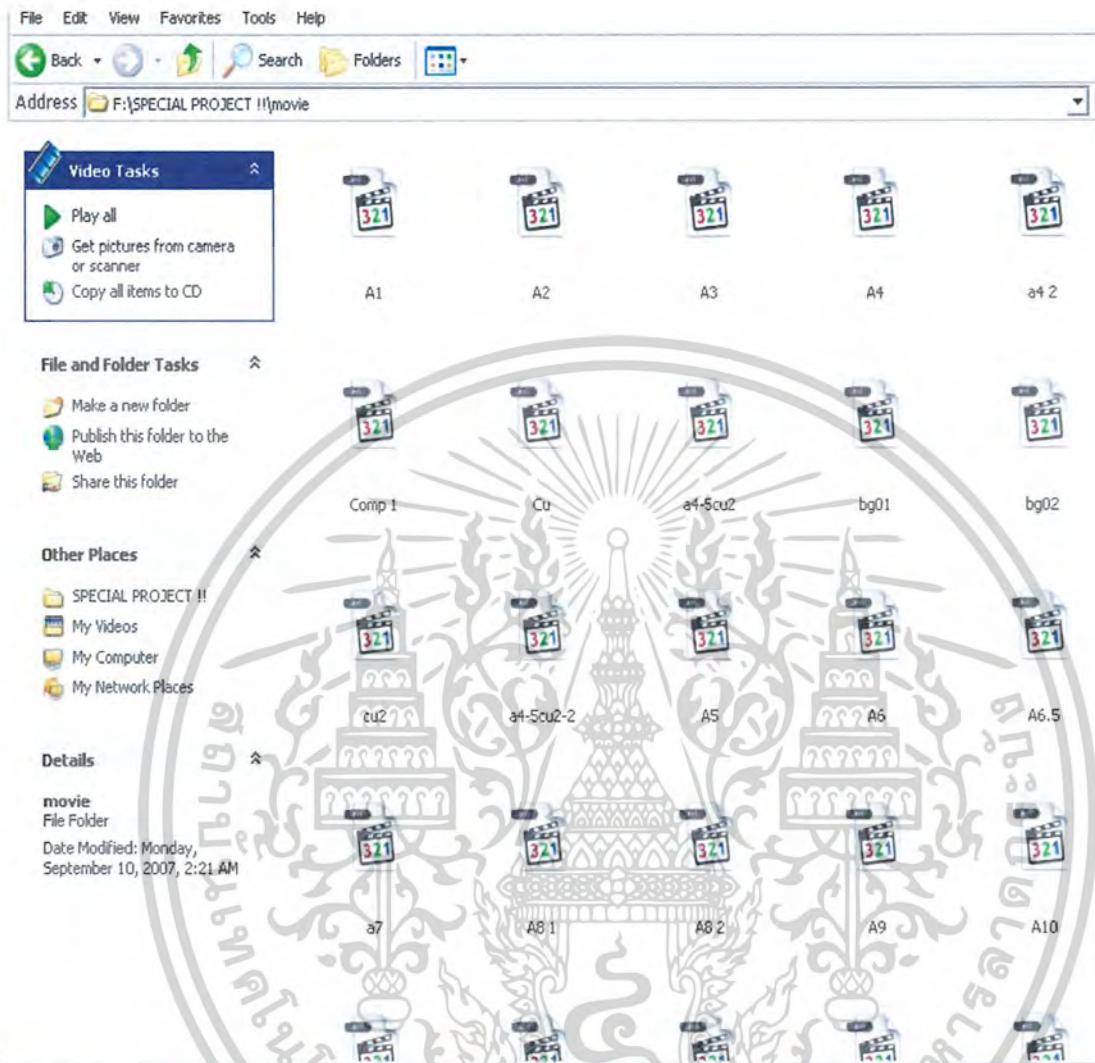 File Edit View Favorites Tools Help
Back Search Folders
Address F:\SPECIAL PROJECT !!\movie
Video Tasks
Play all
Get pictures from camera
or scanner
Copy all items to CD
File and Folder Tasks
Make a new folder
Publish this folder to the
Web
Share this folder
Other Places
SPECIAL PROJECT !!
My Videos
My Computer
My Network Places
Details
movie
File Folder
Date Modified: Monday,
September 10, 2007, 2:21 AM
A1 A2 A3 A4 a4 2
Comp 1 Cu a4-5cu2 bg01 bg02
cu2 a4-5cu2-2 A5 A6 A6.5
a7 A8 1 A8 2 A9 A10